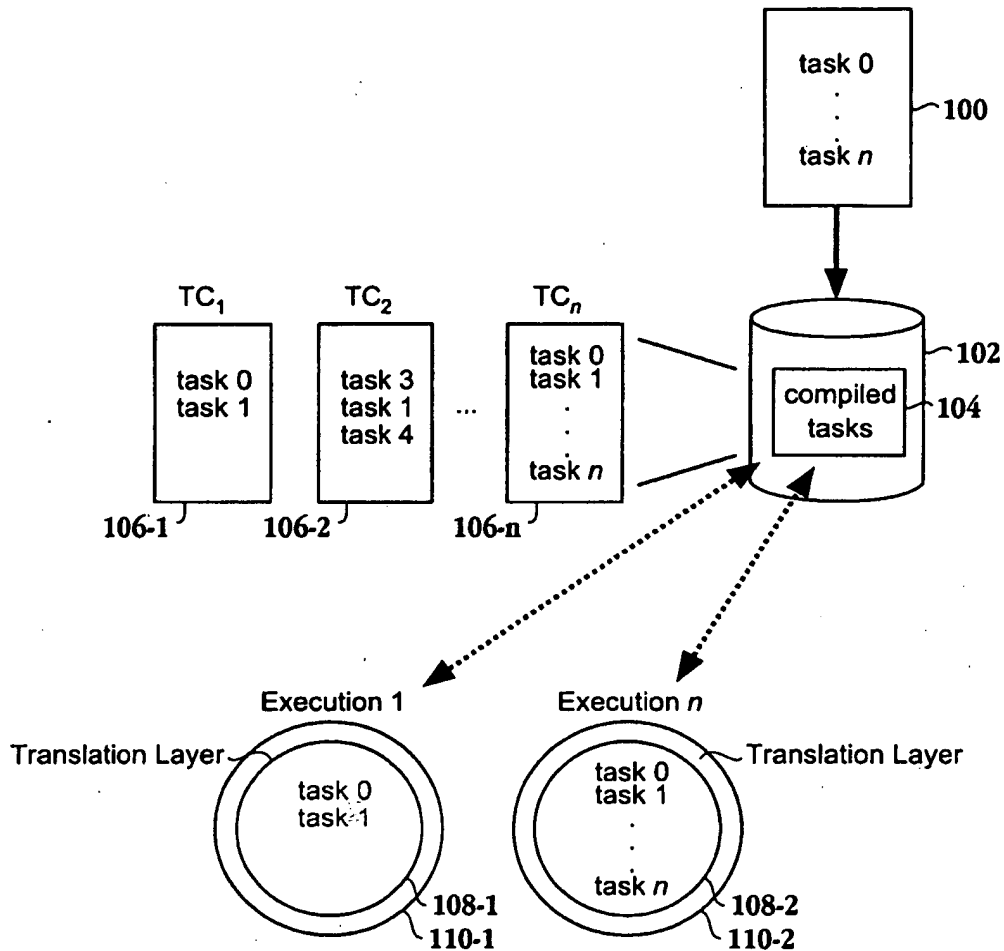 task 0
100
task n
TC1
TC2
TCn
task 0
task 1
task 3
task 1
task 4
...
task 0
task 1
task n
102
compiled
tasks
104
106-1
106-2
106-n
Execution 1
Execution n
Translation Layer
Translation Layer
task 0
task 1
task 0
task 1
task n
108-1
110-1
108-2
110-2